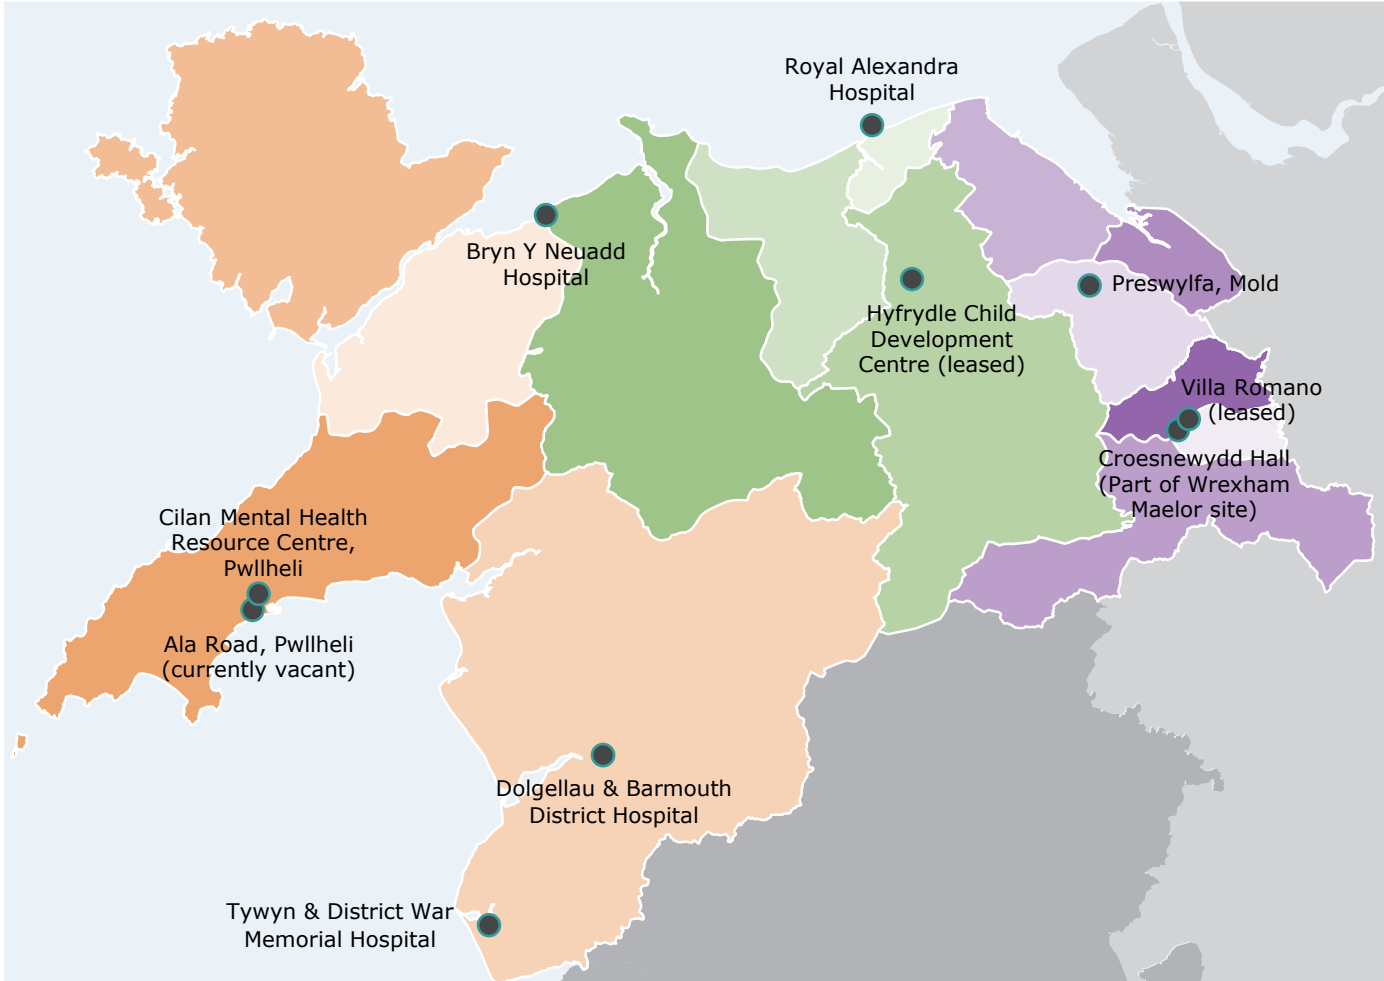 Royal Alexandra
Hospital
Bryn Y Neuadd
Hospital
Preswylfa, Mold
Hyfrydle Child
Development
Centre (leased)
Villa Romano
(leased)
Croesnewydd Hall
(Part of Wrexham
Maelor site)
Cilan Mental Health
Resource Centre,
Pwllheli
Ala Road, Pwllheli
(currently vacant)
Dolgellau & Barmouth
District Hospital
Tywyn & District War
Memorial Hospital